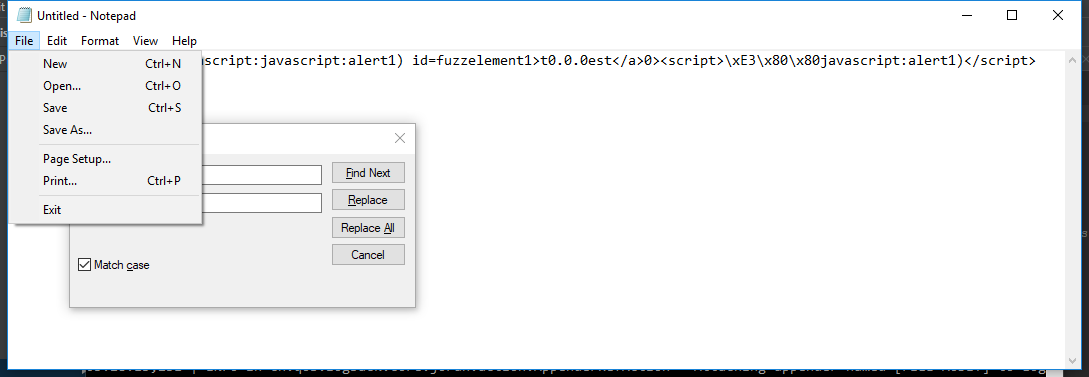 Untitled - Notepad
File Edit Format View Help
New Ctrl+N
Open... Ctrl+O
Save Ctrl+S
Save As...
Page Setup...
Print... Ctrl+P
Exit
ascript:javascript:alert1) id=fuzzelement1>t0.0.0est</a>0><script>\xE3\x80\x80javascript:alert1)</script>
Find Next
Replace
Replace All
Cancel
Match case